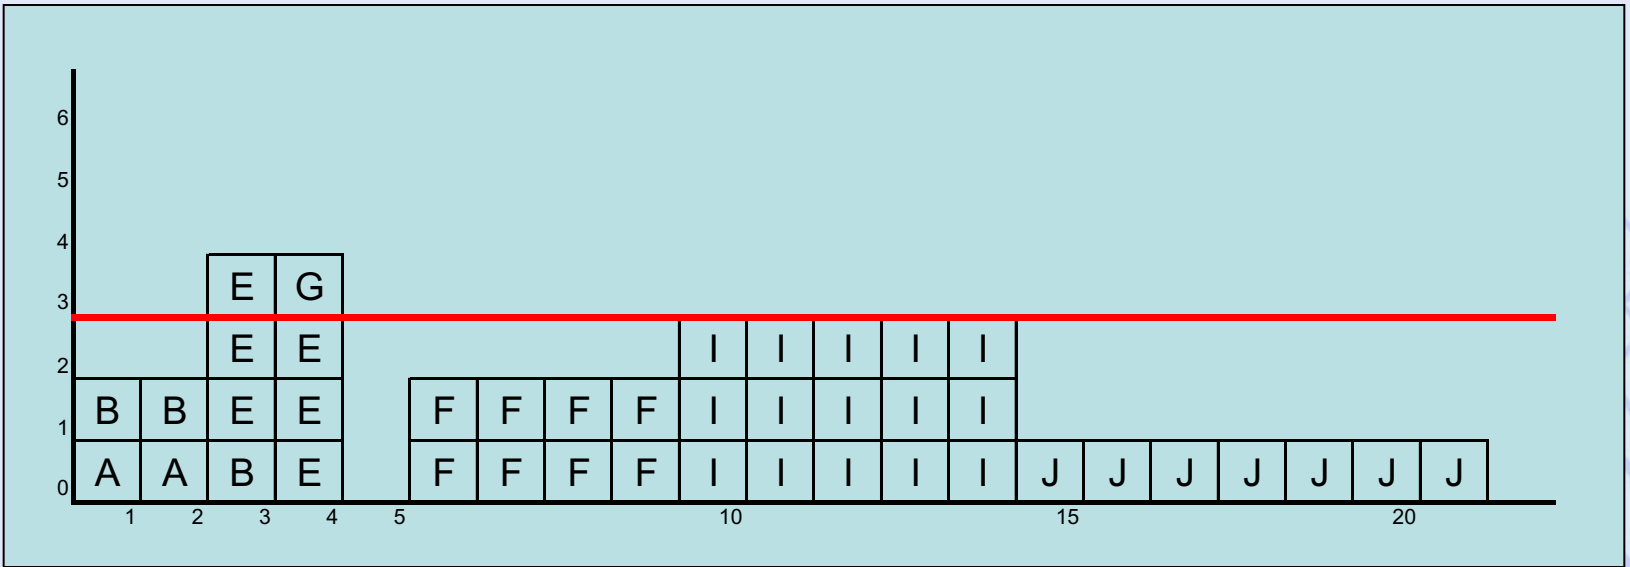 6
5
4
E G
3
E E I I I I I
2
B B E E F F F F I I I I I
1
A A B E F F F F I I I I I J J J J J J J
0
1 2 3 4 5 10 15 20